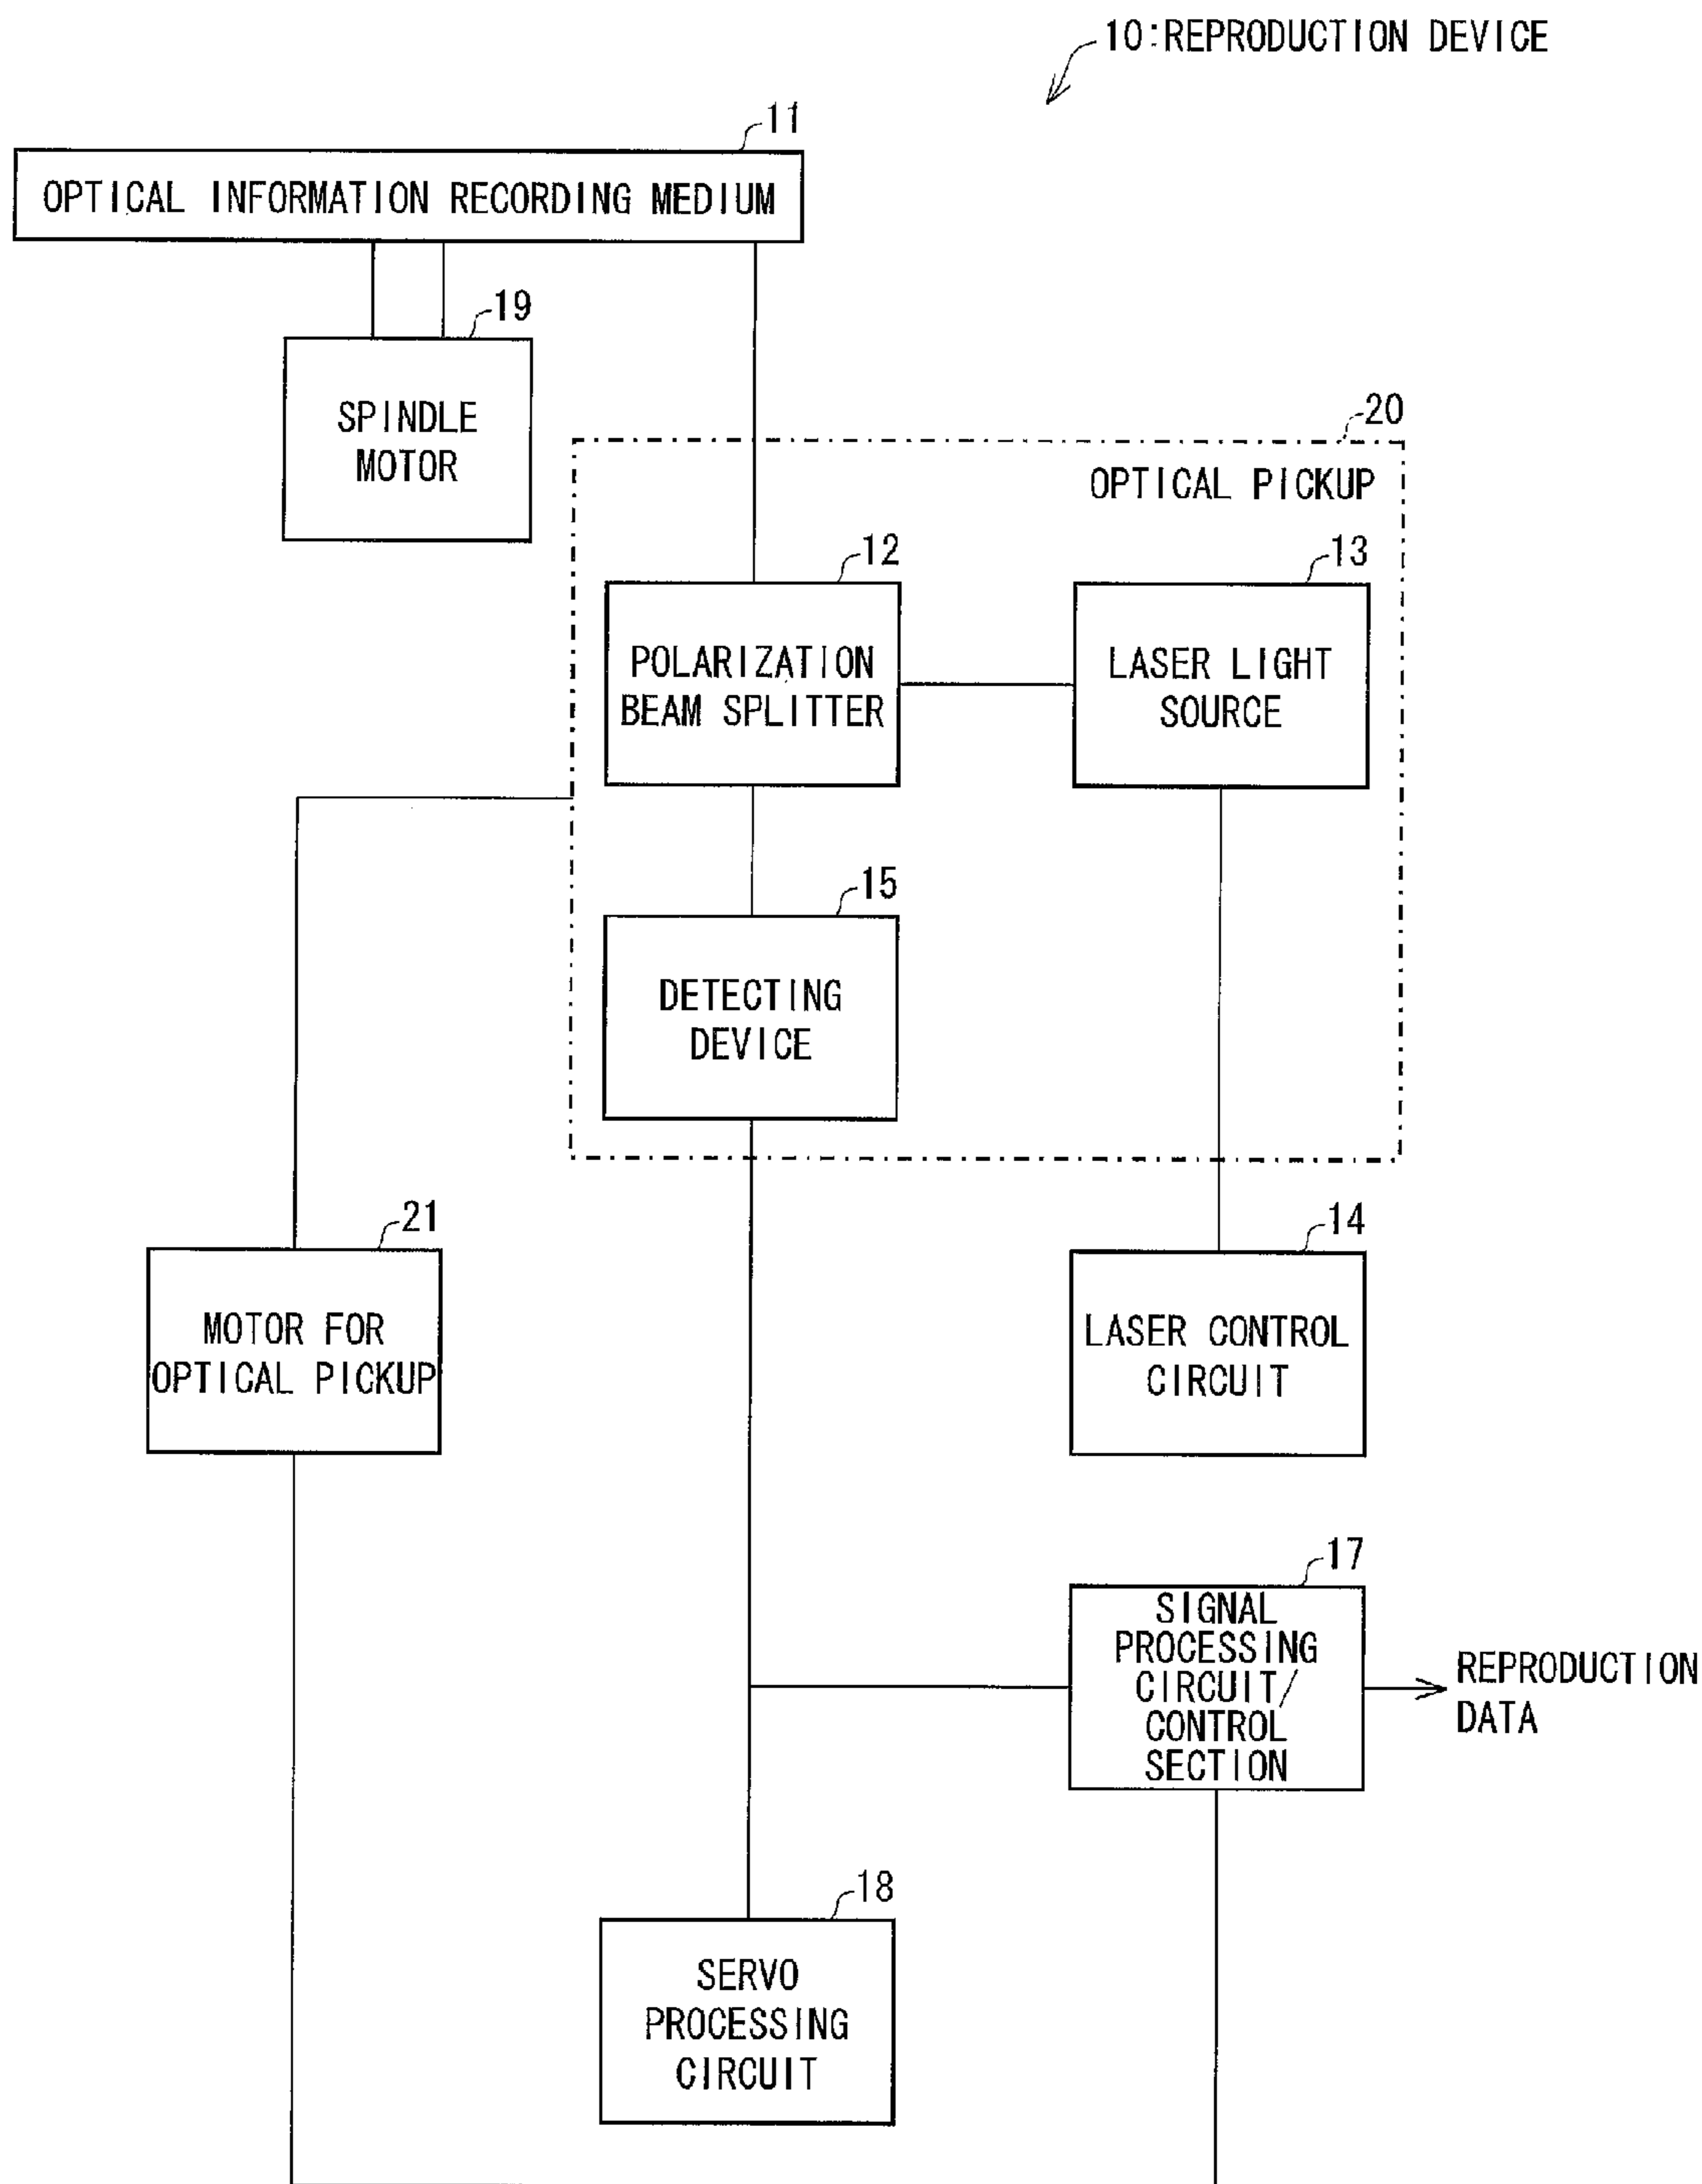 10:REPRODUCTION DEVICE
11
OPTICAL INFORMATION RECORDING MEDIUM
19
SPINDLE
MOTOR
20
OPTICAL PICKUP
12
POLARIZATION
BEAM SPLITTER
13
LASER LIGHT
SOURCE
15
DETECTING
DEVICE
21
MOTOR FOR
OPTICAL PICKUP
14
LASER CONTROL
CIRCUIT
17
SIGNAL
PROCESSING
CIRCUIT/
CONTROL
SECTION
REPRODUCTION
DATA
18
SERVO
PROCESSING
CIRCUIT